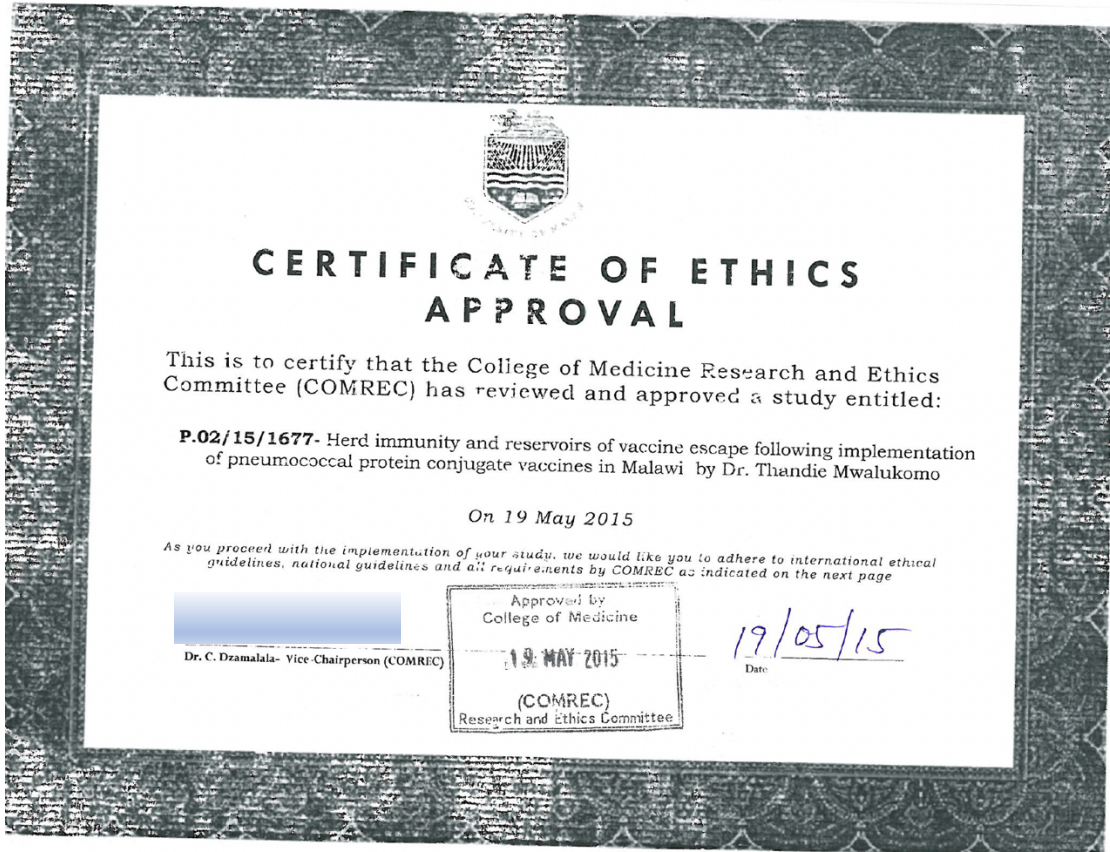 CERTIFICATE OF ETHICS
APPROVAL
This is to certify that the College of Medicine Research and Ethics
Committee (COMREC) has reviewed and approved a study entitled:
P.02/15/1677- Herd immunity and reservoirs of vaccine escape following implementation
of pneumococcal protein conjugate vaccines in Malawi by Dr. Thandie Mwalukomo
On 19 May 2015
As you proceed with the implementation of your study, we would like you to adhere to international ethical
guidelines, national guidelines and all requirements by COMREC as indicated on the next page
Approved by
College of Medicine
19 MAY 2015
(COMREC)
Research and Ethics Committee
Dr. C. Dzamalala- Vice-Chairperson (COMREC)
19/05/15
Date